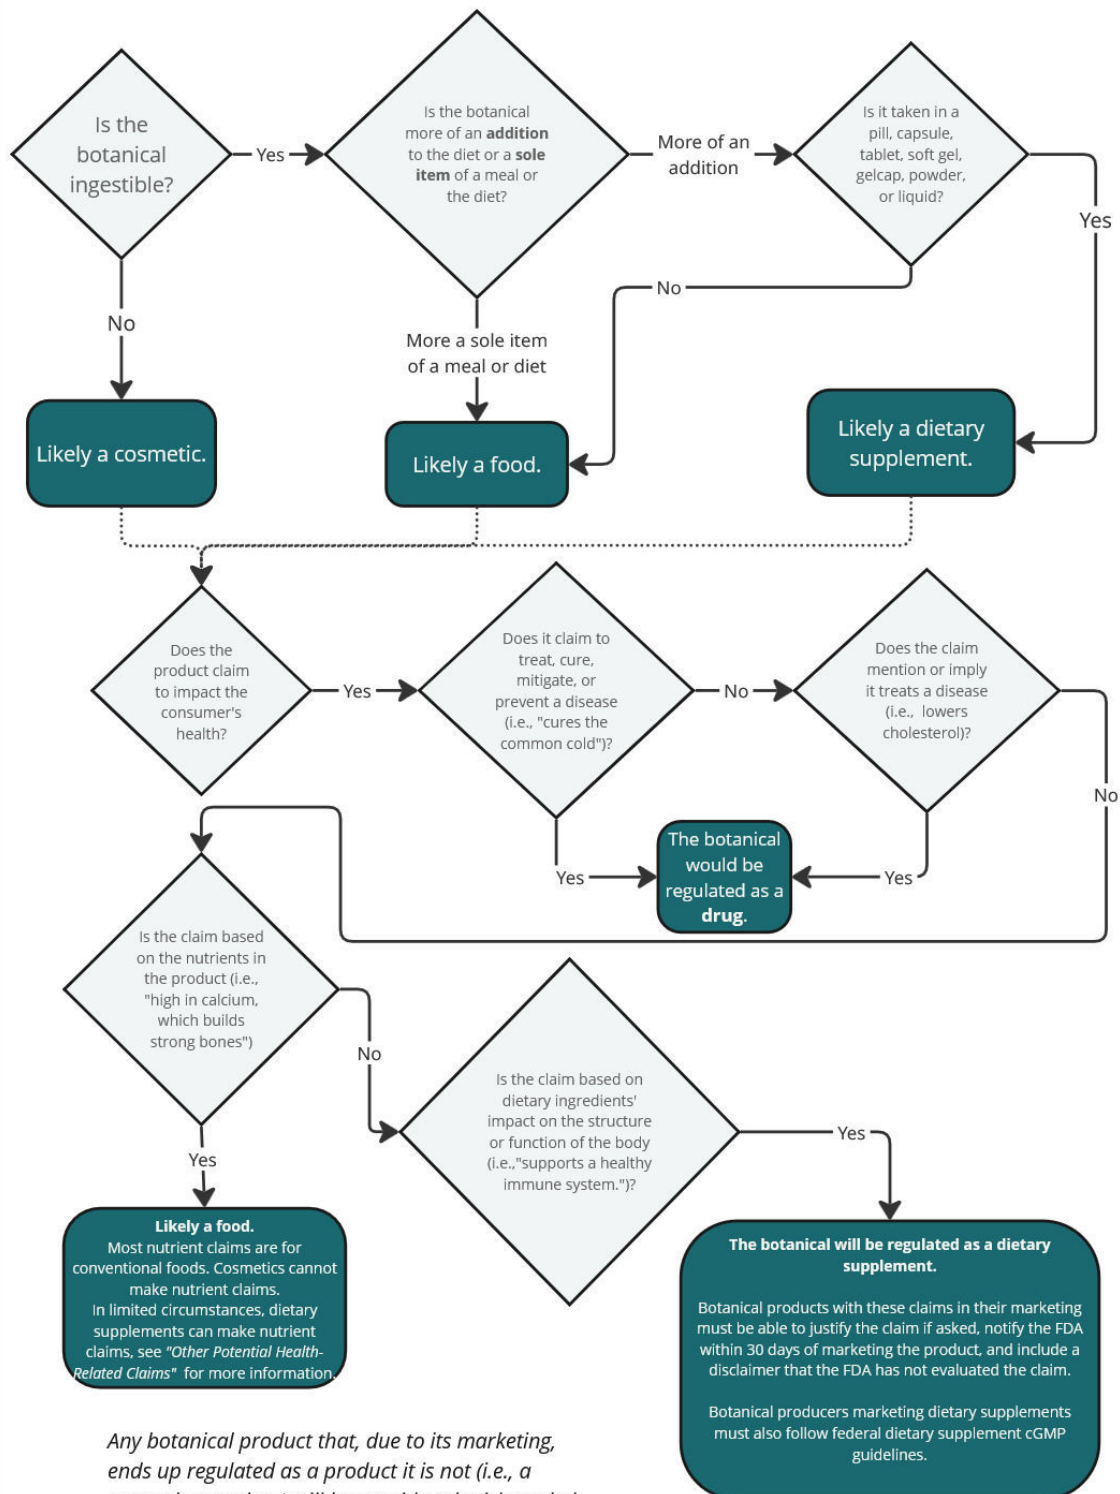 Is the
botanical
ingestible?
Yes
Is the botanical
more of an addition
to the diet or a sole
item of a meal or
the diet?
More of an
addition
Is it taken in a
pill, capsule,
tablet, soft gel,
gelcap, powder,
or liquid?
Yes
No
No
More a sole item
of a meal or diet
Likely a cosmetic.
Likely a food.
Likely a dietary
supplement.
Does the
product claim
to impact the
consumer's
health?
Yes
Does it claim to
treat, cure,
mitigate, or
prevent a disease
(i.e., "cures the
common cold")?
No
Does the claim
mention or imply
it treats a disease
(i.e., lowers
cholesterol)?
No
Yes
The botanical
would be
regulated as a
drug.
Yes
Is the claim based
on the nutrients in
the product (i.e.,
"high in calcium,
which builds
strong bones")
No
Is the claim based on
dietary ingredients'
impact on the structure
or function of the body
(i.e.,"supports a healthy
immune system.")?
Yes
Yes
Likely a food.
Most nutrient claims are for
conventional foods. Cosmetics cannot
make nutrient claims.
In limited circumstances, dietary
supplements can make nutrient
claims, see "Other Potential Health-
Related Claims" for more information.
The botanical will be regulated as a dietary
supplement.
Botanical products with these claims in their marketing
must be able to justify the claim if asked, notify the FDA
within 30 days of marketing the product, and include a
disclaimer that the FDA has not evaluated the claim.
Botanical producers marketing dietary supplements
must also follow federal dietary supplement cGMP
guidelines.
Any botanical product that, due to its marketing,
ends up regulated as a product it is not (i.e., a